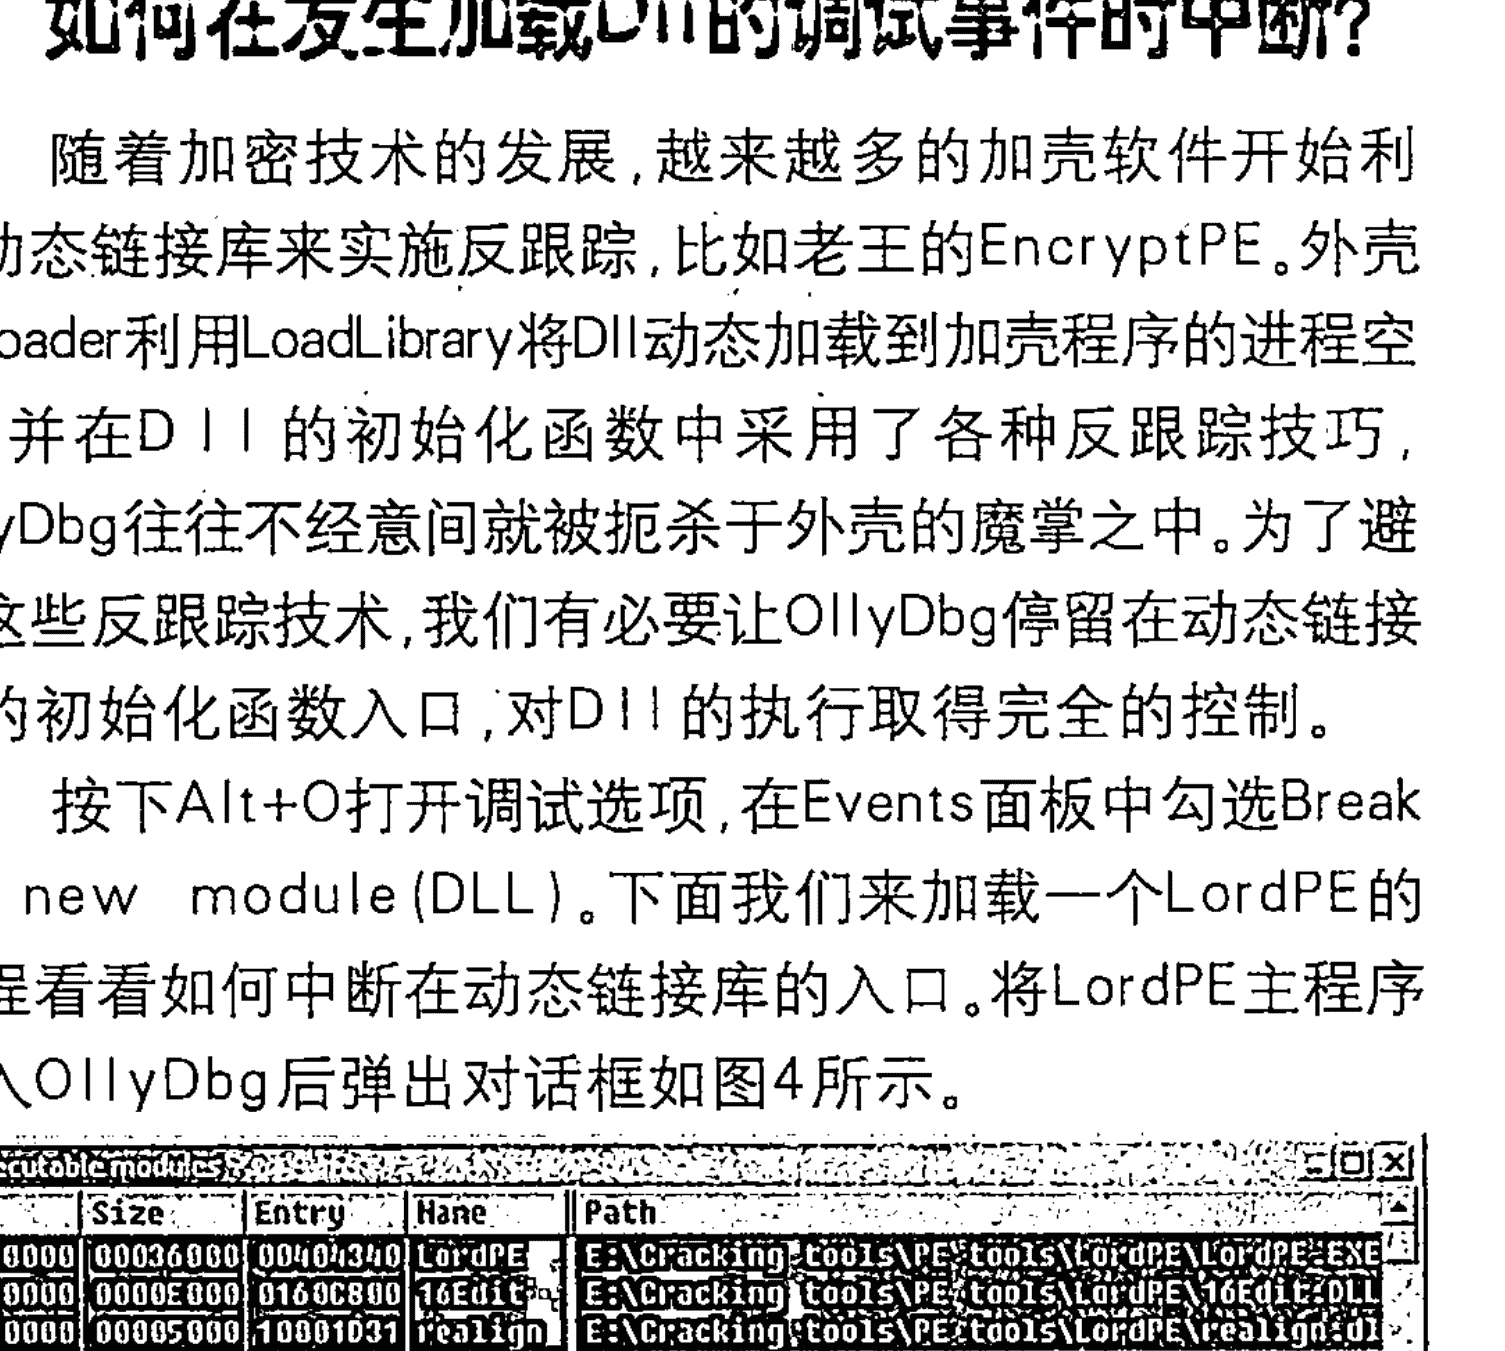 如何在发生加载Dll的调试事件时中断?
随着加密技术的发展,越来越多的加壳软件开始利
动态链接库来实施反跟踪,比如老王的EncryptPE。外壳
oader利用LoadLibrary将Dll动态加载到加壳程序的进程空
并在Dll的初始化函数中采用了各种反跟踪技巧,
yDbg往往不经意间就被扼杀于外壳的魔掌之中。为了避
这些反跟踪技术,我们有必要让OllyDbg停留在动态链接
的初始化函数入口,对Dll的执行取得完全的控制。
按下Alt+O打开调试选项,在Events面板中勾选Break
new module(DLL)。下面我们来加载一个LordPE的
程看看如何中断在动态链接库的入口。将LordPE主程序
入OllyDbg后弹出对话框如图4所示。
ecutable modules
Size Entry Name Path
0000 00036000 00404340 LordPE E:\Cracking tools\PE tools\LordPE\LordPE.EXE
0000 0000E000 0160C800 16Edit E:\Cracking tools\PE tools\LordPE\16Edit.DLL
0000 00005000 10001031 realign E:\Cracking tools\PE tools\LordPE\realign.dl